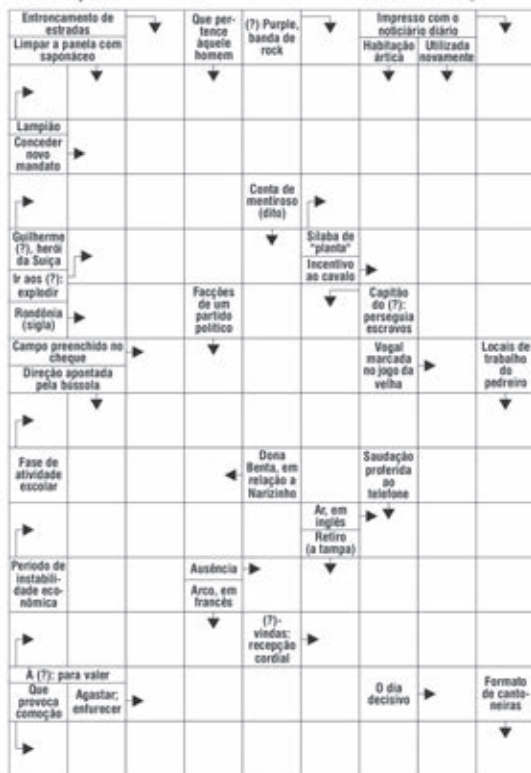 Entroncamento de
estradas
Limpar a panela com
saponáceo
Que per-
tence
àquele
homem
(?) Purple,
banda de
rock
Impresso com o
noticiário diário
Habitação
ártica
Utilizada
novamente
Lampião
Conceder
novo
mandato
Conta de
mentiroso
(dito)
Guilherme
(?), herói
da Suíça
Ir aos (?):
explodir
Rondônia
(sigla)
Sílaba de
"planta"
Incentivo
ao cavalo
Facções
de um
partido
político
Capitão
do (?):
perseguia
escravos
Campo preenchido no
cheque
Direção apontada
pela bússola
Vogal
marcada
no jogo da
velha
Locais de
trabalho
do
pedreiro
Fase de
atividade
escolar
Dona
Benta, em
relação a
Narizinho
Saudação
proferida
ao
telefone
Ar, em
inglês
Retiro
(a tampa)
Período de
instabili-
dade eco-
nômica
Ausência
Arco, em
francês
(?)-
vindas:
recepção
cordial
À (?): para valer
Que
provoca
comoção
Agastar;
enfurecer
O dia
decisivo
Formato
de canto-
neiras